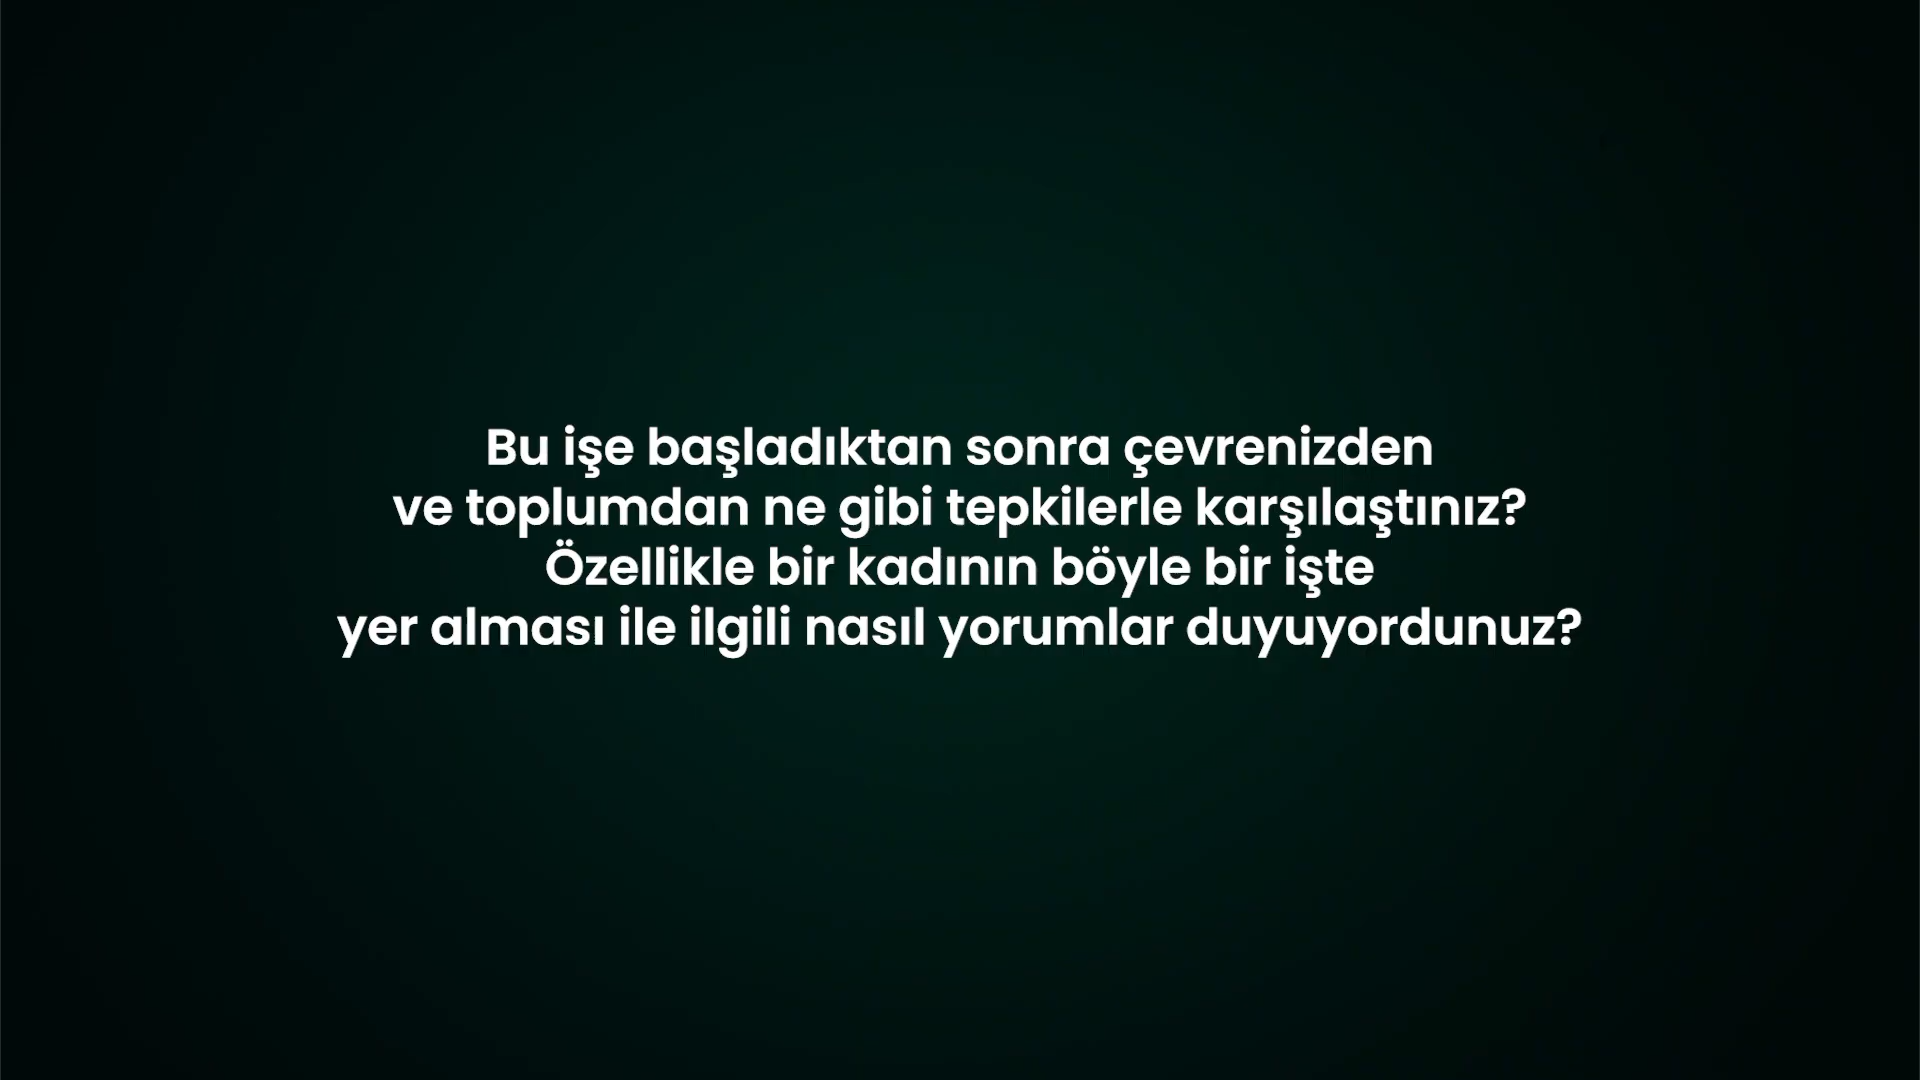 Bu işe başladıktan sonra çevrenizden
ve toplumdan ne gibi tepkilerle karşılaştınız?
Özellikle bir kadının böyle bir işte
yer alması ile ilgili nasıl yorumlar duyuyordunuz?